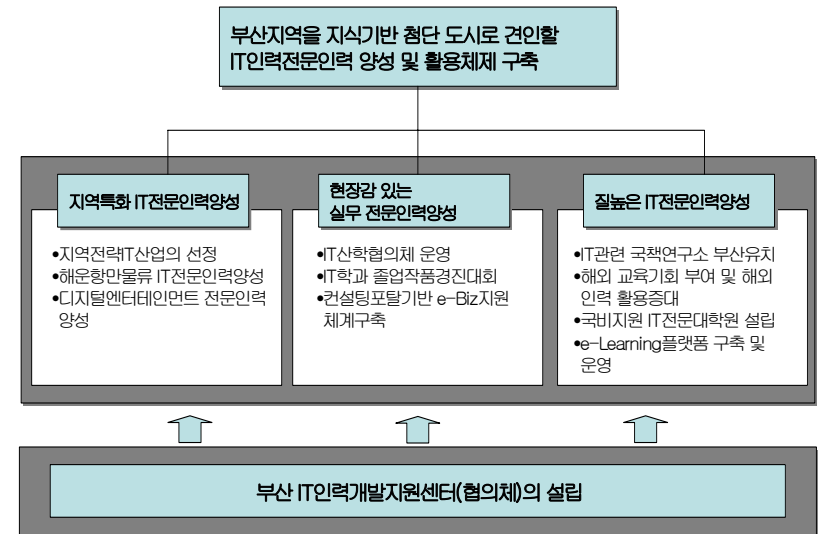 부산지역을 지식기반 첨단 도시로 견인할
IT인력전문인력 양성 및 활용체제 구축
지역특화 IT전문인력양성
•지역전략IT산업의 선정
•해운항만물류 IT전문인력양성
•디지털엔터테인먼트 전문인력
양성
현장감 있는
실무 전문인력양성
•IT산학협의체 운영
•IT학과 졸업작품경진대회
•컨설팅포탈기반 e-Biz지원
체계구축
질높은 IT전문인력양성
•IT관련 국책연구소 부산유치
•해외 교육기회 부여 및 해외
인력 활용증대
•국비지원 IT전문대학원 설립
•e-Learning플랫폼 구축 및
운영
부산 IT인력개발지원센터(협의체)의 설립